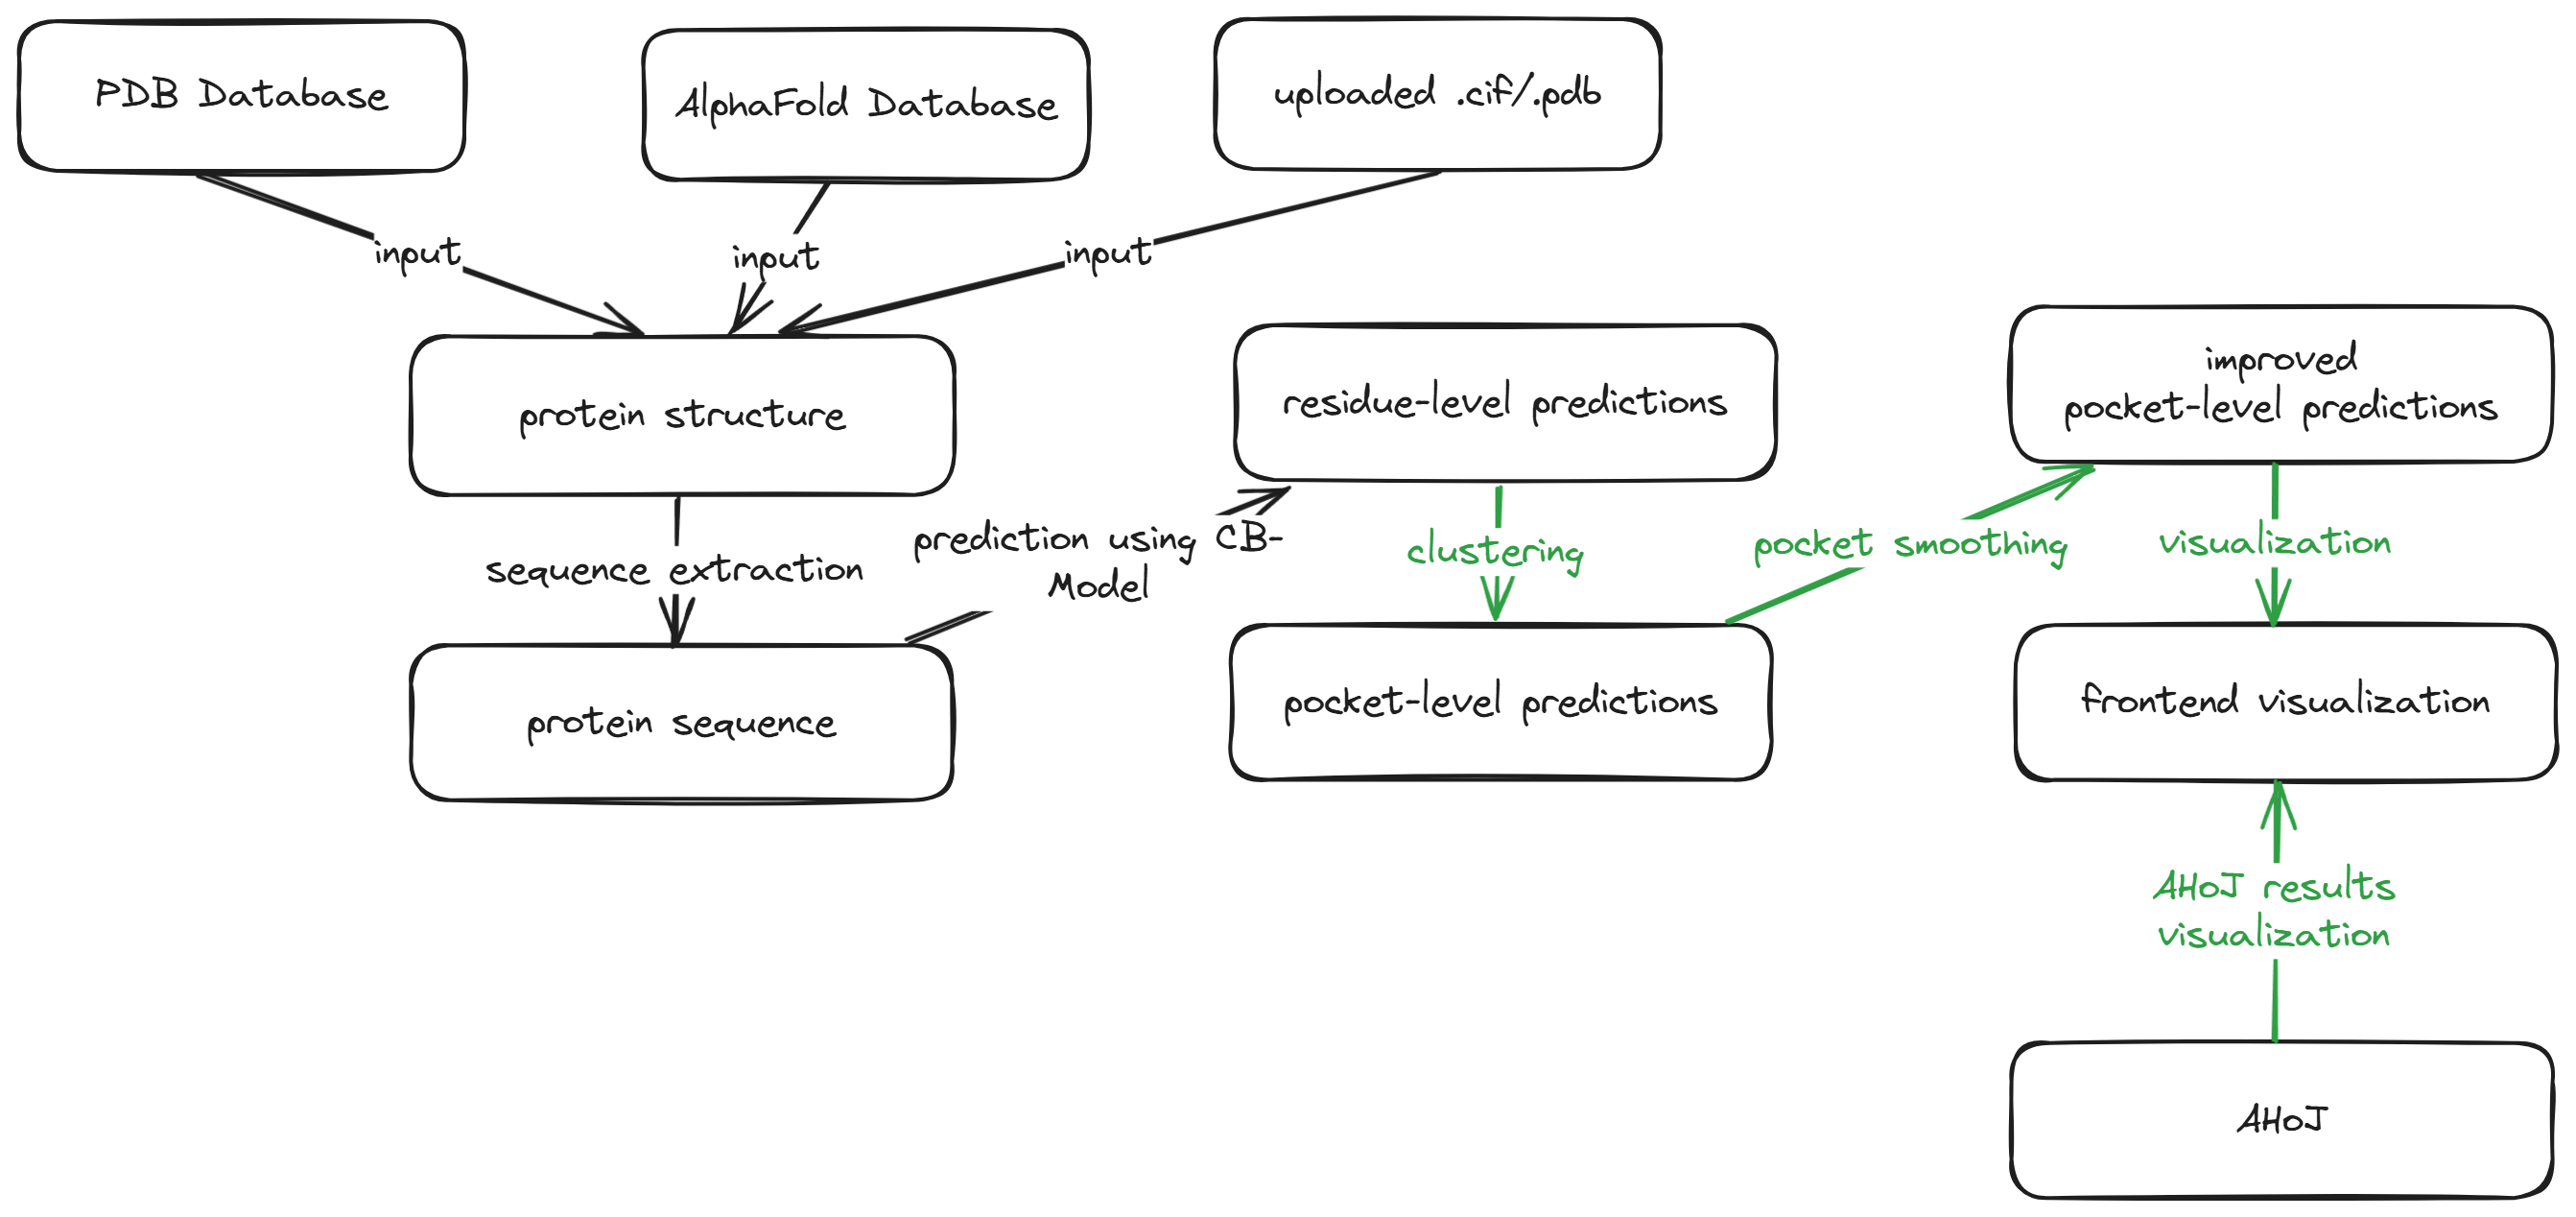 PDB Database
AlphaFold Database
uploaded .cif/.pdb
input
input
input
protein structure
residue-level predictions
improved
pocket-level predictions
sequence extraction
prediction using CB-
Model
clustering
pocket smoothing
visualization
protein sequence
pocket-level predictions
frontend visualization
AHoJ results
visualization
AHoJ